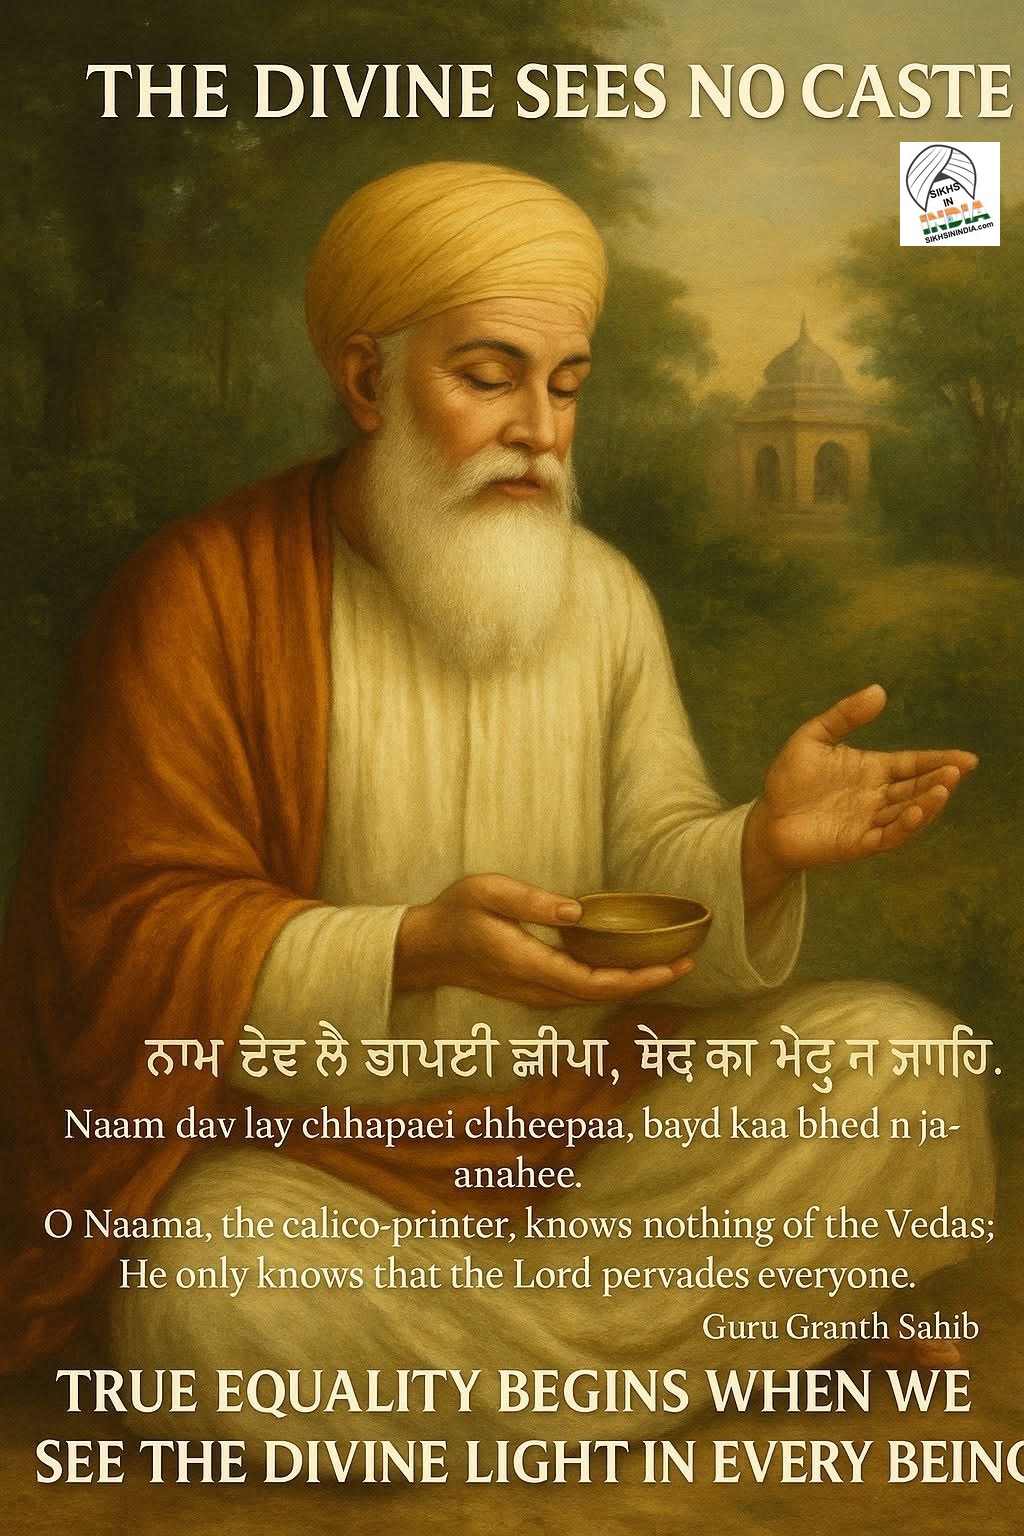 THE DIVINE SEES NO CASTE
SIKHS
IN
INDIA
SIKHSININDIA.com
ਨਾਮ ਲੈ
Naam dav lay chhapaei chheepaa, bayd kaa bhed n ja-
anahee.
O Naama, the calico-printer, knows nothing of the Vedas;
He only knows that the Lord pervades everyone.
Guru Granth Sahib
TRUE EQUALITY BEGINS WHEN WE
SEE THE DIVINE LIGHT IN EVERY BEING